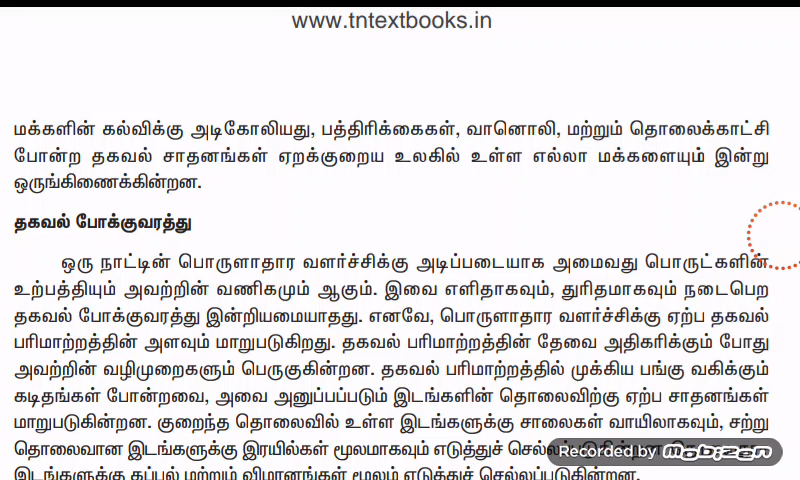 www.tntextbooks.in
மக்களின் கல்விக்கு அடிகோலியது, பத்திரிக்கைகள், வானொலி, மற்றும் தொலைக்காட்சி
போன்ற தகவல் சாதனங்கள் ஏறக்குறைய உலகில் உள்ள எல்லா மக்களையும் இன்று
ஒருங்கிணைக்கின்றன.
தகவல் போக்குவரத்து
ஒரு நாட்டின் பொருளாதார வளர்ச்சிக்கு அடிப்படையாக அமைவது பொருட்களின்
உற்பத்தியும் அவற்றின் வணிகமும் ஆகும். இவை எளிதாகவும், துரிதமாகவும் நடைபெற
தகவல் போக்குவரத்து இன்றியமையாதது. எனவே, பொருளாதார வளர்ச்சிக்கு ஏற்ப தகவல்
பரிமாற்றத்தின் அளவும் மாறுபடுகிறது. தகவல் பரிமாற்றத்தின் தேவை அதிகரிக்கும் போது
அவற்றின் வழிமுறைகளும் பெருகுகின்றன. தகவல் பரிமாற்றத்தில் முக்கிய பங்கு வகிக்கும்
கடிதங்கள் போன்றவை, அவை அனுப்பப்படும் இடங்களின் தொலைவிற்கு ஏற்ப சாதனங்கள்
மாறுபடுகின்றன. குறைந்த தொலைவில் உள்ள இடங்களுக்கு சாலைகள் வாயிலாகவும், சற்று
தொலைவான இடங்களுக்கு இரயில்கள் மூலமாகவும் எடுத்துச்
Recorded by mobizen
இடங்களுக்கு கப்பல் மற்றும் விமானங்கள் மூலம் எடுத்துச் செல்லப்படுகின்றன.